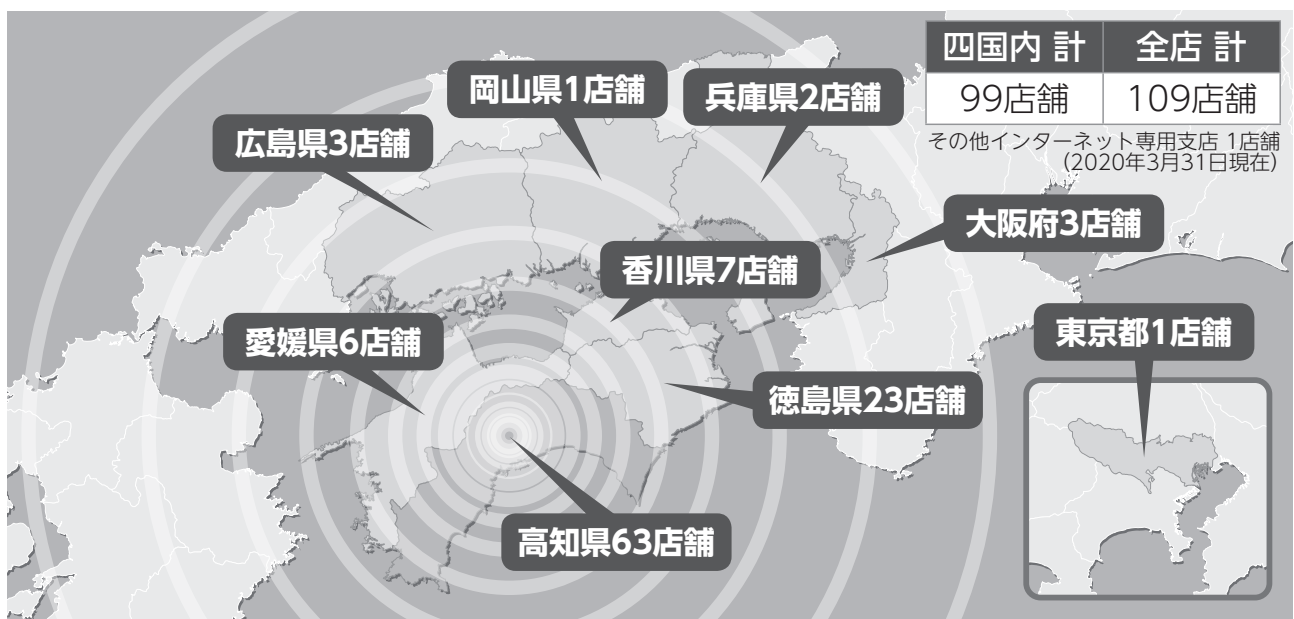 四国内 計 全店 計
99店舗 109店舗
その他インターネット専用支店 1店舗
(2020年3月31日現在)
岡山県1店舗
兵庫県2店舗
広島県3店舗
大阪府3店舗
香川県7店舗
愛媛県6店舗
東京都1店舗
徳島県23店舗
高知県63店舗